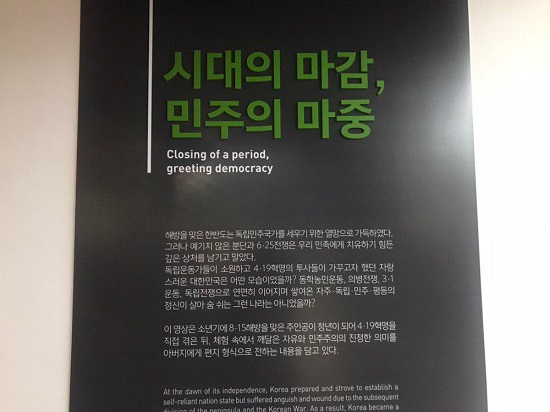 시대의 마감,
민주의 마중
Closing of a period,
greeting democracy
해방을 맞은 한반도는 독립민주국가를 세우기 위한 열망으로 가득하였다.
그러나 예기치 않은 분단과 6·25전쟁은 우리 민족에게 치유하기 힘든
깊은 상처를 남기고 말았다.
독립운동가들이 소원하고 4·19혁명의 투사들이 가꾸고자 했던 자랑
스러운 대한민국은 어떤 모습이었을까? 동학농민운동, 의병전쟁, 3·1
운동, 독립전쟁으로 면면히 이어지며 쌓여온 자주·독립·민주·평등의
정신이 살아 숨 쉬는 그런 나라는 아니었을까?
이 영상은 소년기에 8·15해방을 맞은 주인공이 청년이 되어 4·19혁명을
직접 겪은 뒤, 체험 속에서 깨달은 자유와 민주주의의 진정한 의미를
아버지에게 편지 형식으로 전하는 내용을 담고 있다.
At the dawn of its independence, Korea prepared and strove to establish a
self-reliant nation state but suffered anguish and wound due to the subsequent
division of the peninsula and the Korean War. As a result, Korea became a